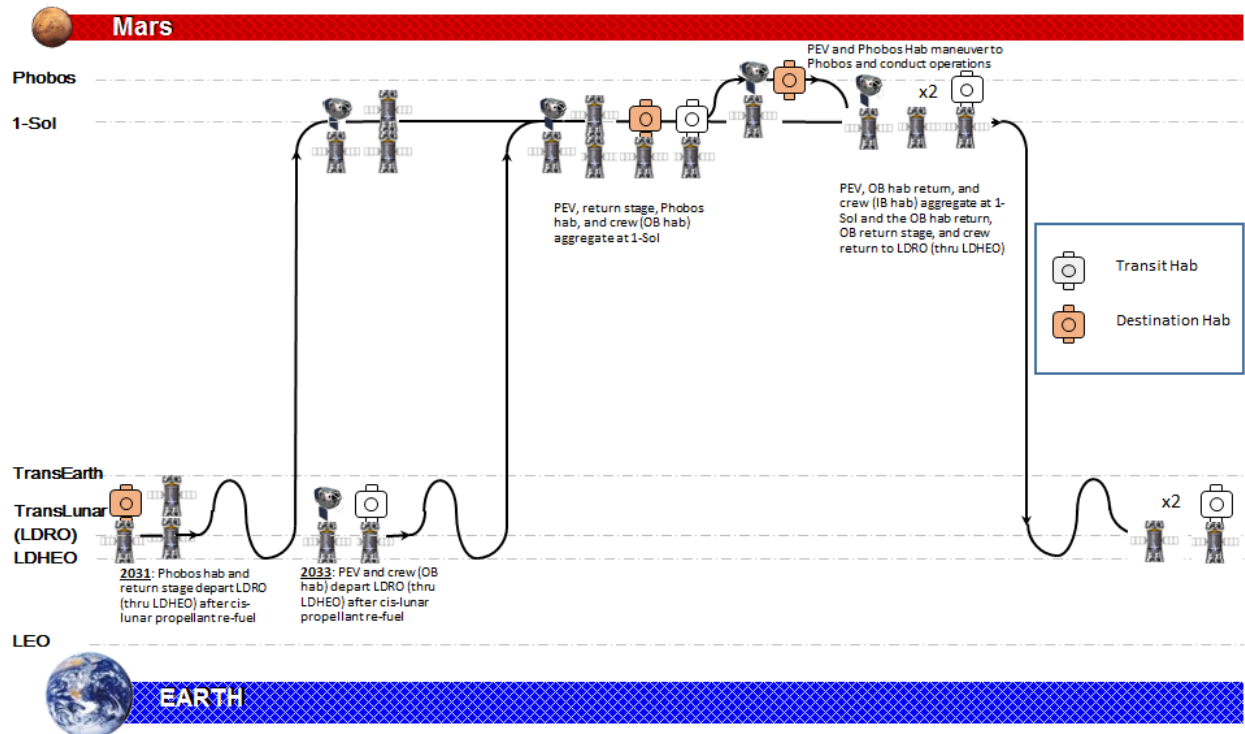 Mars
PEV and Phobos Hab maneuver to
Phobos and conduct operations
Phobos
x2
1-Sol
PEV, return stage, Phobos
hab, and crew (OB hab)
aggregate at 1-Sol
PEV, OB hab return, and
crew (IB hab) aggregate at 1-
Sol and the OB hab return,
OB return stage, and crew
return to LDRO (thru LDHEO)
Transit Hab
Destination Hab
TransEarth
TransLunar
(LDRO)
LDHEO
x2
2031: Phobos hab and
return stage depart LDRO
(thru LDHEO) after cis-
lunar propellant re-fuel
2033: PEV and crew (OB
hab) depart LDRO (thru
LDHEO) after cis-lunar
propellant re-fuel
LEO
EARTH